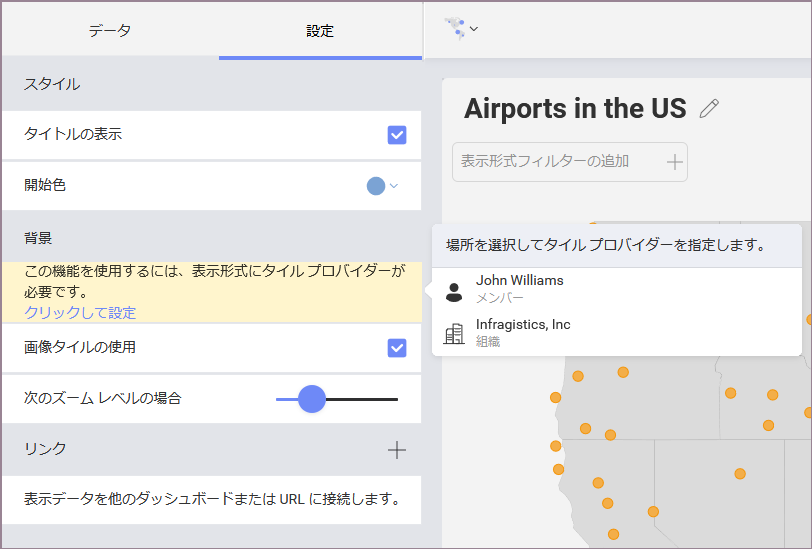 データ
設定
スタイル
タイトルの表示
開始色
背景
この機能を使用するには、表示形式にタイル プロバイダーが
必要です。
クリックして設定
画像タイルの使用
次のズーム レベルの場合
リンク
表示データを他のダッシュボードまたは URL に接続します。
Airports in the US
表示形式フィルターの追加
場所を選択してタイル プロバイダーを指定します。
John Williams
メンバー
Infragistics, Inc
組織